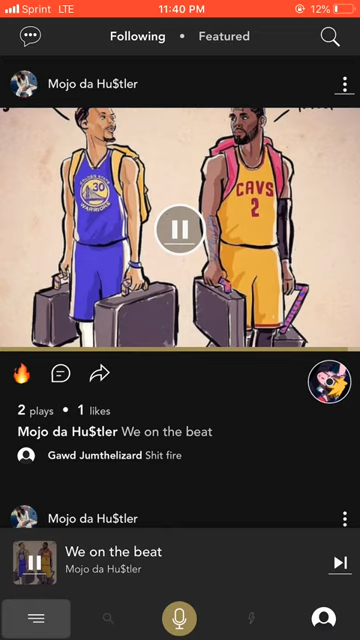 Sprint LTE 11:40 PM 12%
Following • Featured
Mojo da Hu$tler
GOLDEN STATE
30
WARRIORS
CAVS
2
2 plays • 1 likes
Mojo da Hu$tler We on the beat
Gawd Jumthelizard Shit fire
Mojo da Hu$tler
We on the beat
Mojo da Hu$tler